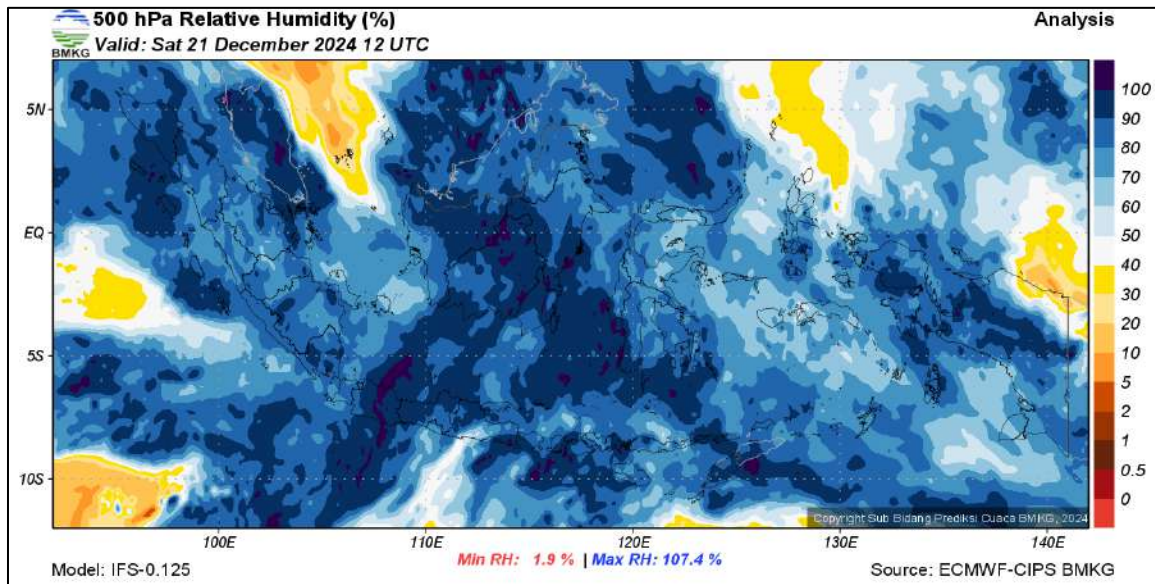 500 hPa Relative Humidity (%)
Analysis
BMKG
Valid: Sat 21 December 2024 12 UTC
5N
EQ
5S
10S
100E
110E
120E
130E
140E
100
90
80
70
60
50
40
30
20
10
5
2
1
0.5
0
Copyright Sub Bidang Prediksi Cuaca BMKG, 2024
Min RH: 1.9 % | Max RH: 107.4 %
Model: IFS-0.125
Source: ECMWF-CIPS BMKG